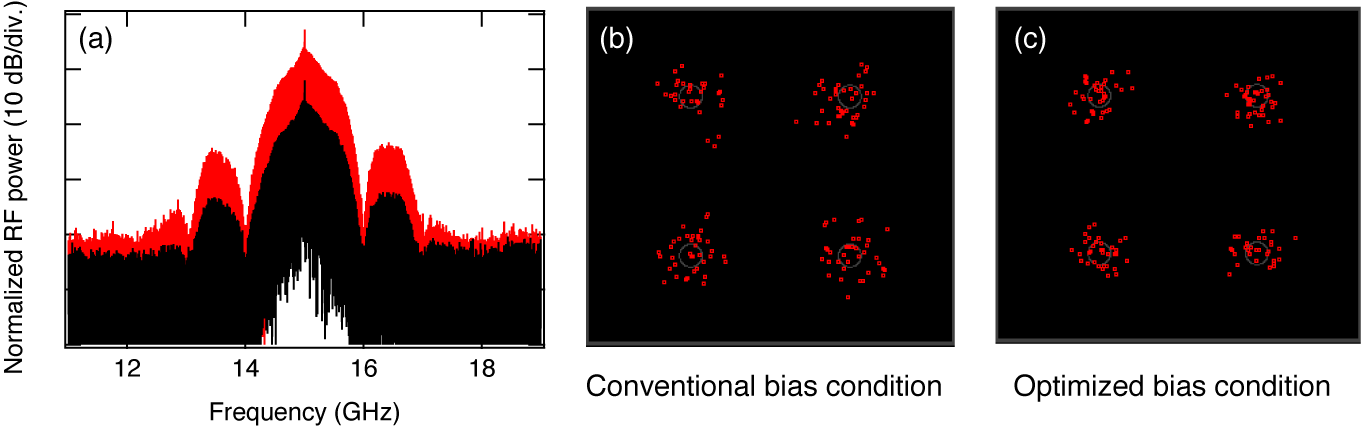 (a)
(b)
(c)
Normalized RF power (10 dB/div.)
12
14
16
18
Frequency (GHz)
Conventional bias condition
Optimized bias condition